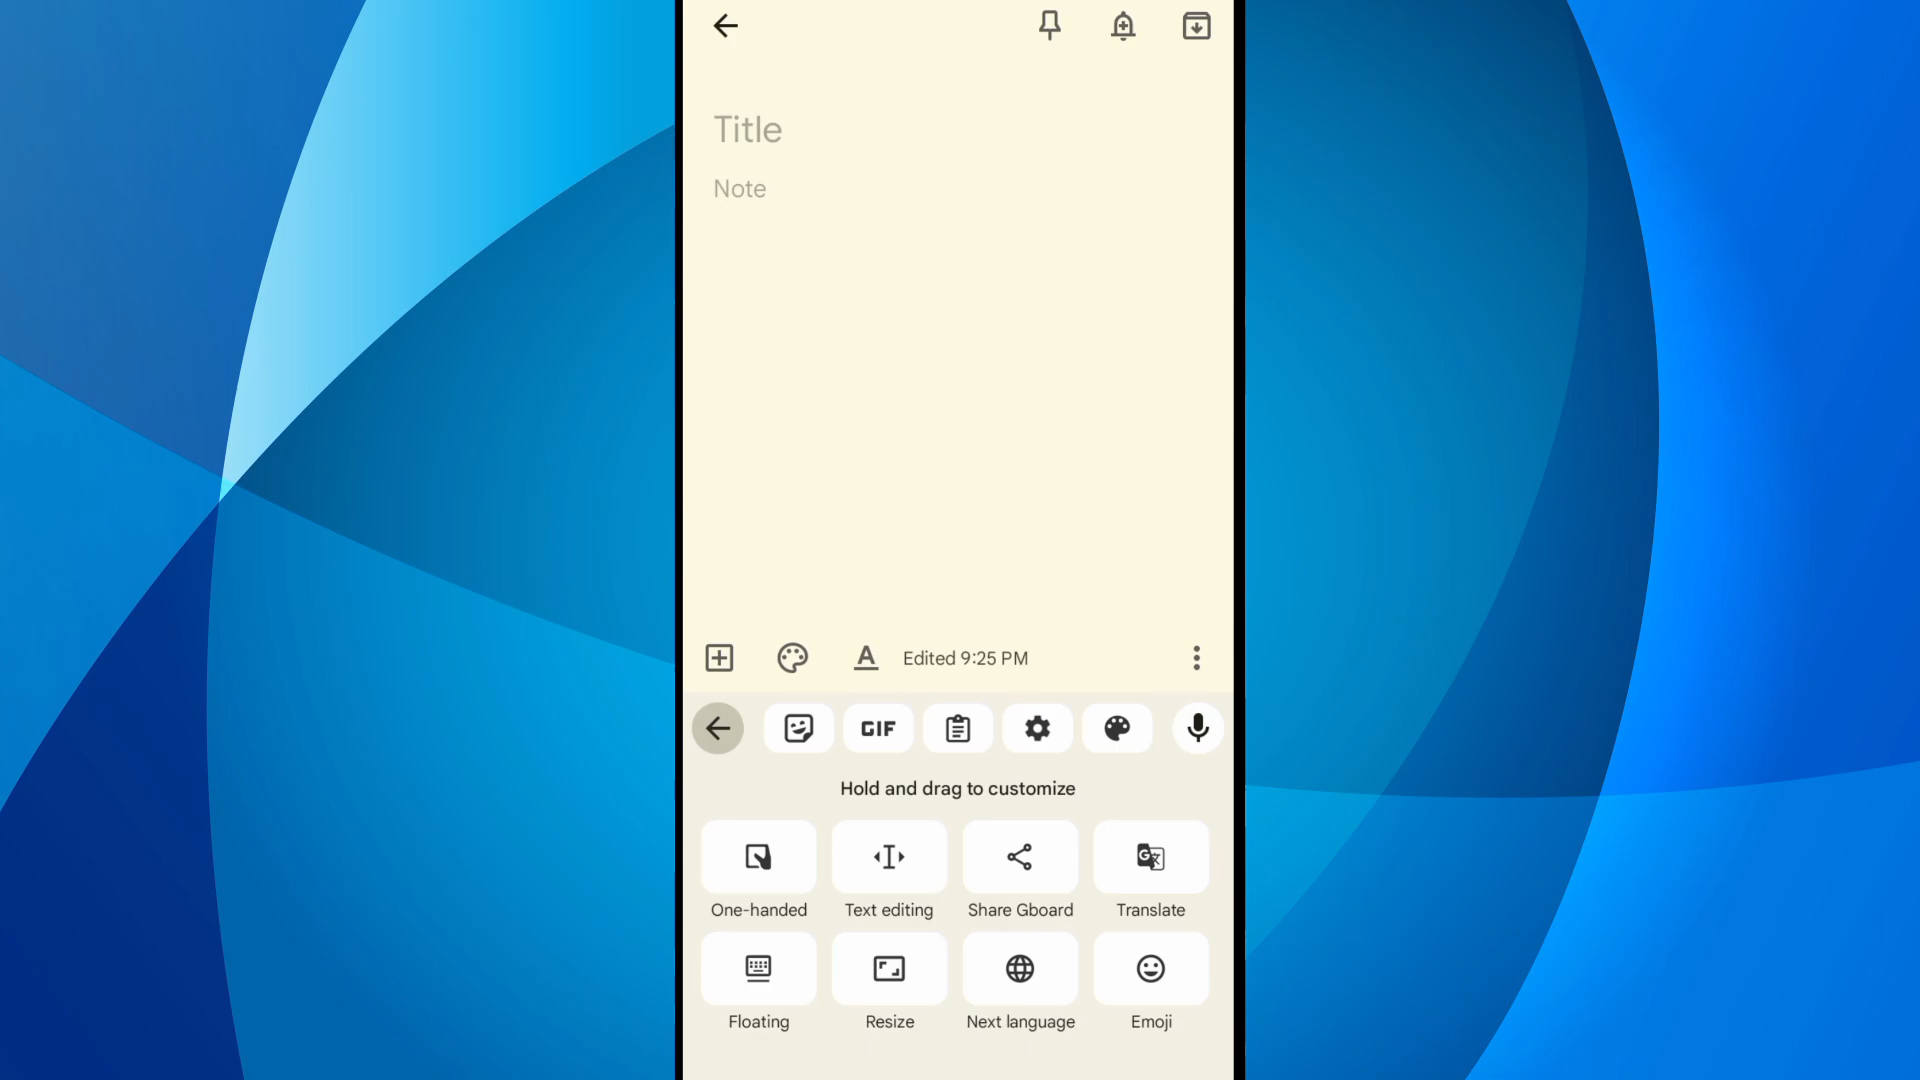 Title
Note
Edited 9:25 PM
GIF
Hold and drag to customize
One-handed Text editing Share Gboard Translate
Floating Resize Next language Emoji